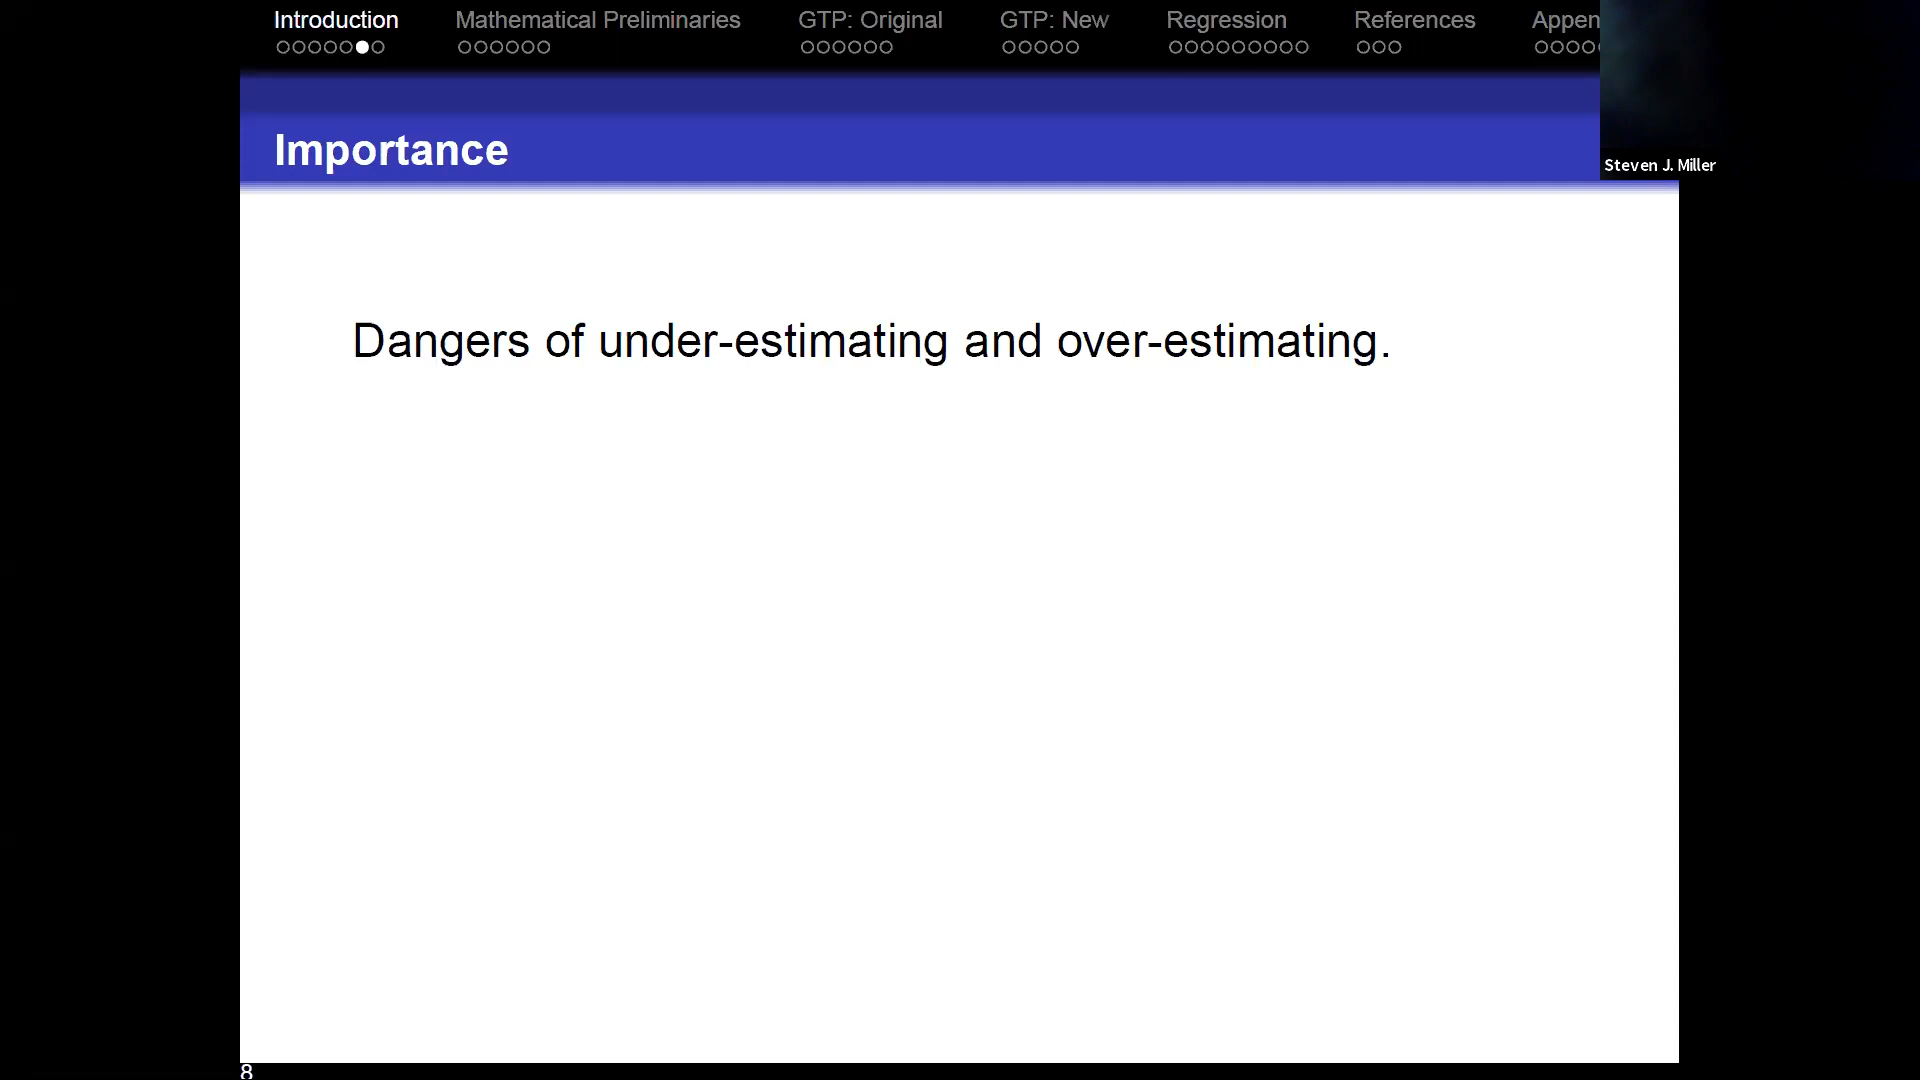 Introduction Mathematical Preliminaries GTP: Original GTP: New Regression References Appen
Importance
Steven J. Miller
Dangers of under-estimating and over-estimating.
8